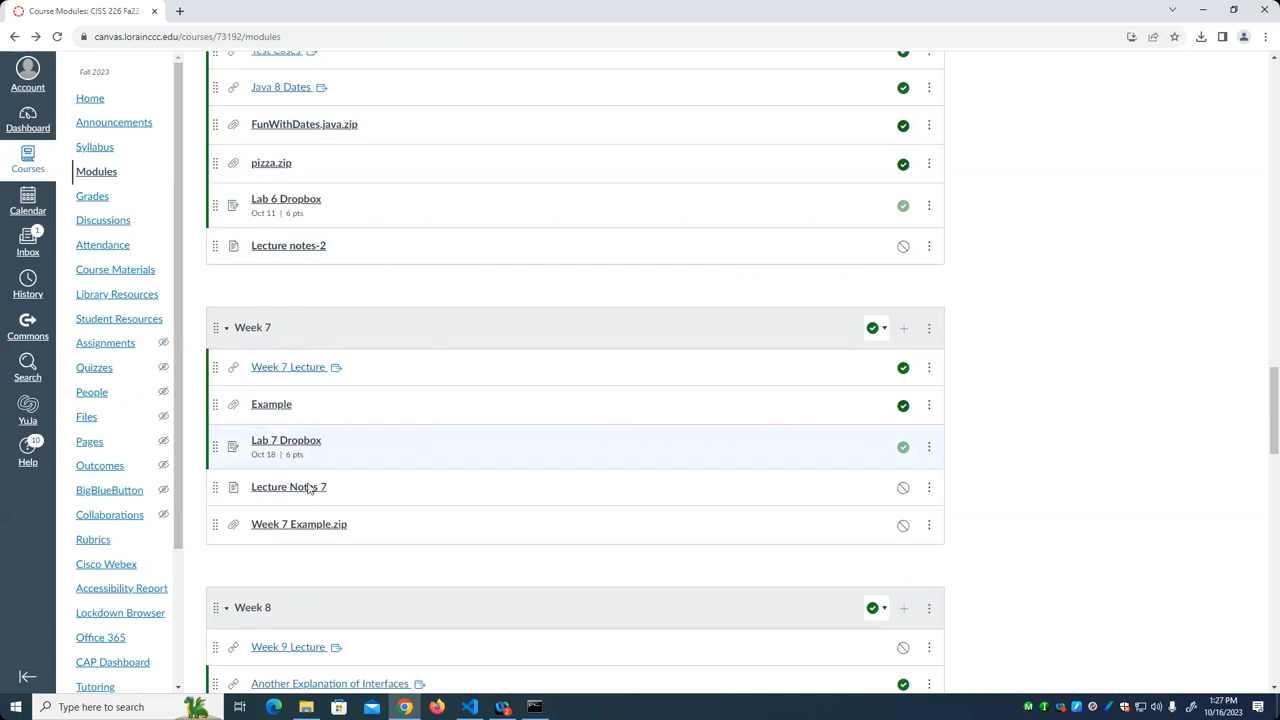 Course Modules: CISS 226 Fa23
canvas.lorainccc.edu/courses/73192/modules
Account
Dashboard
Courses
Calendar
1
Inbox
History
Commons
Search
YuJa
10
Help
Fall 2023
Home
Announcements
Syllabus
Modules
Grades
Discussions
Attendance
Course Materials
Library Resources
Student Resources
Assignments
Quizzes
People
Files
Pages
Outcomes
BigBlueButton
Collaborations
Rubrics
Cisco Webex
Accessibility Report
Lockdown Browser
Office 365
CAP Dashboard
Tutoring
Test Cases
Java 8 Dates
FunWithDates.java.zip
pizza.zip
Lab 6 Dropbox
Oct 11 | 6 pts
Lecture notes-2
Week 7
Week 7 Lecture
Example
Lab 7 Dropbox
Oct 18 | 6 pts
Lecture Notes 7
Week 7 Example.zip
Week 8
Week 9 Lecture
Another Explanation of Interfaces
Type here to search
1:27 PM
10/16/2023